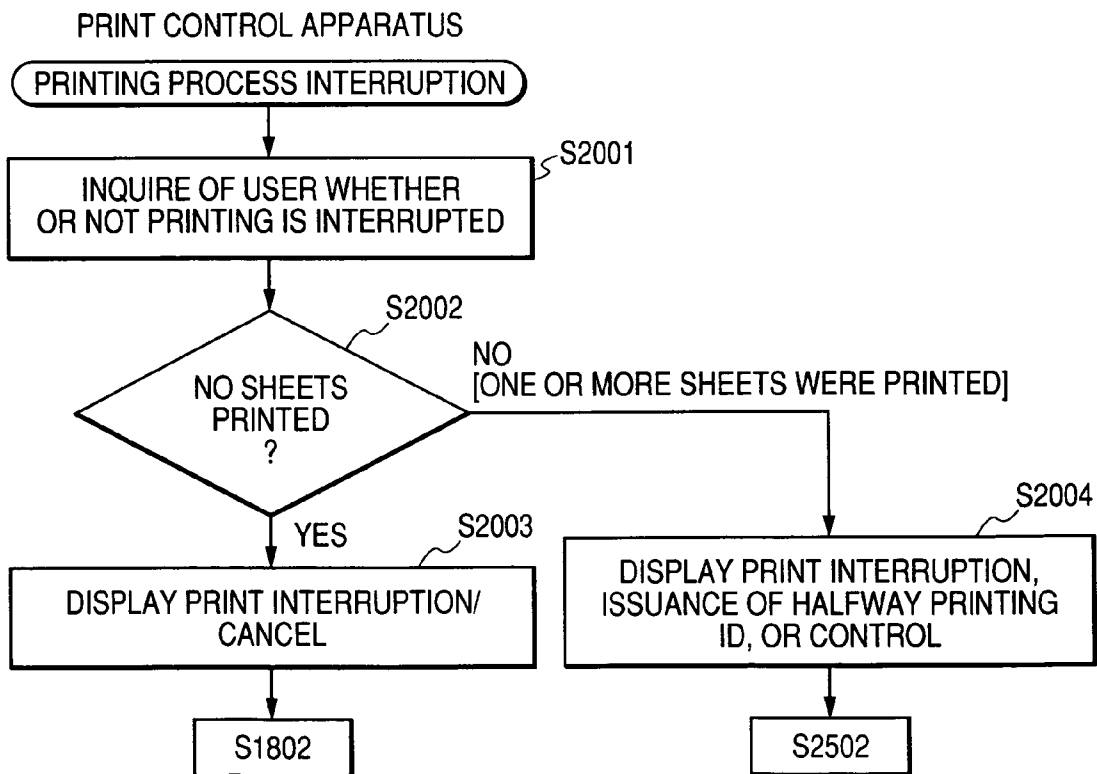 PRINT CONTROL APPARATUS
PRINTING PROCESS INTERRUPTION
S2001
INQUIRE OF USER WHETHER
OR NOT PRINTING IS INTERRUPTED
S2002
NO SHEETS
PRINTED
?
NO
[ONE OR MORE SHEETS WERE PRINTED]
YES
S2003
DISPLAY PRINT INTERRUPTION/
CANCEL
S2004
DISPLAY PRINT INTERRUPTION,
ISSUANCE OF HALFWAY PRINTING
ID, OR CONTROL
S1802
S2502